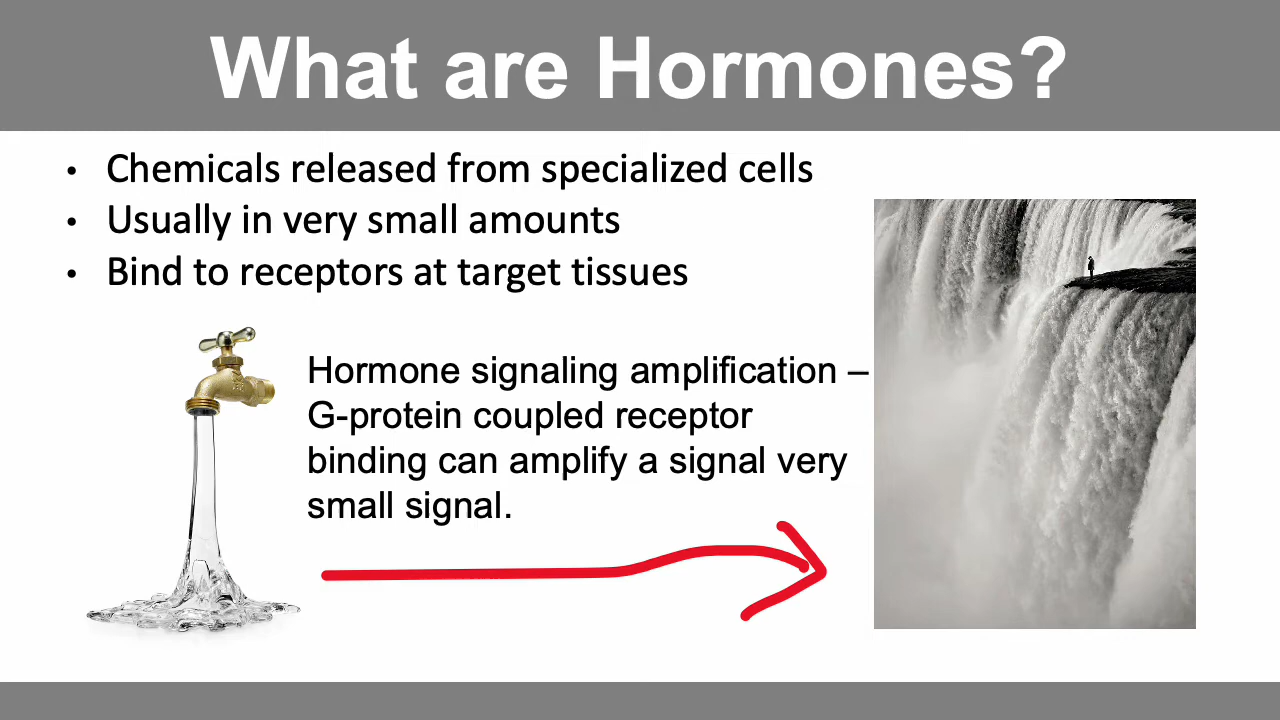 What are Hormones?
• Chemicals released from specialized cells
• Usually in very small amounts
• Bind to receptors at target tissues
Hormone signaling amplification –
G-protein coupled receptor
binding can amplify a signal very
small signal.